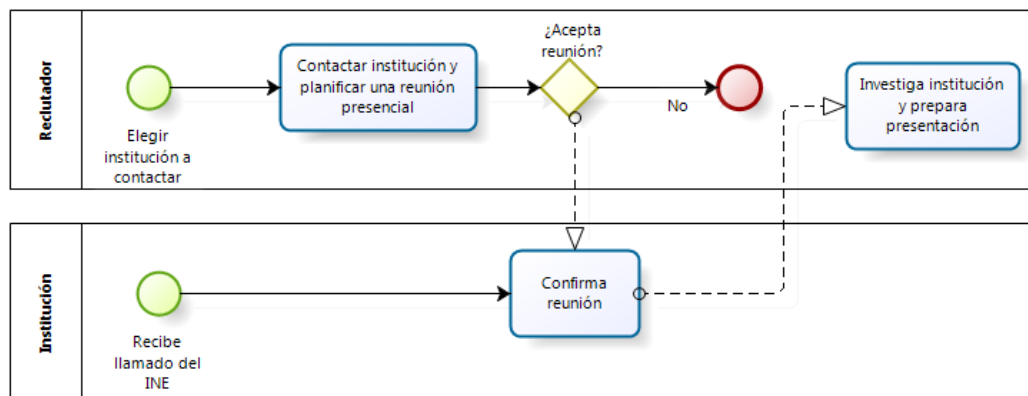 Reclutador
Elegir
institución a
contactar
Contactar institución y
planificar una reunión
presencial
¿Acepta
reunión?
No
Investiga institución
y prepara
presentación
Institución
Recibe
llamado del
INE
Confirma
reunión